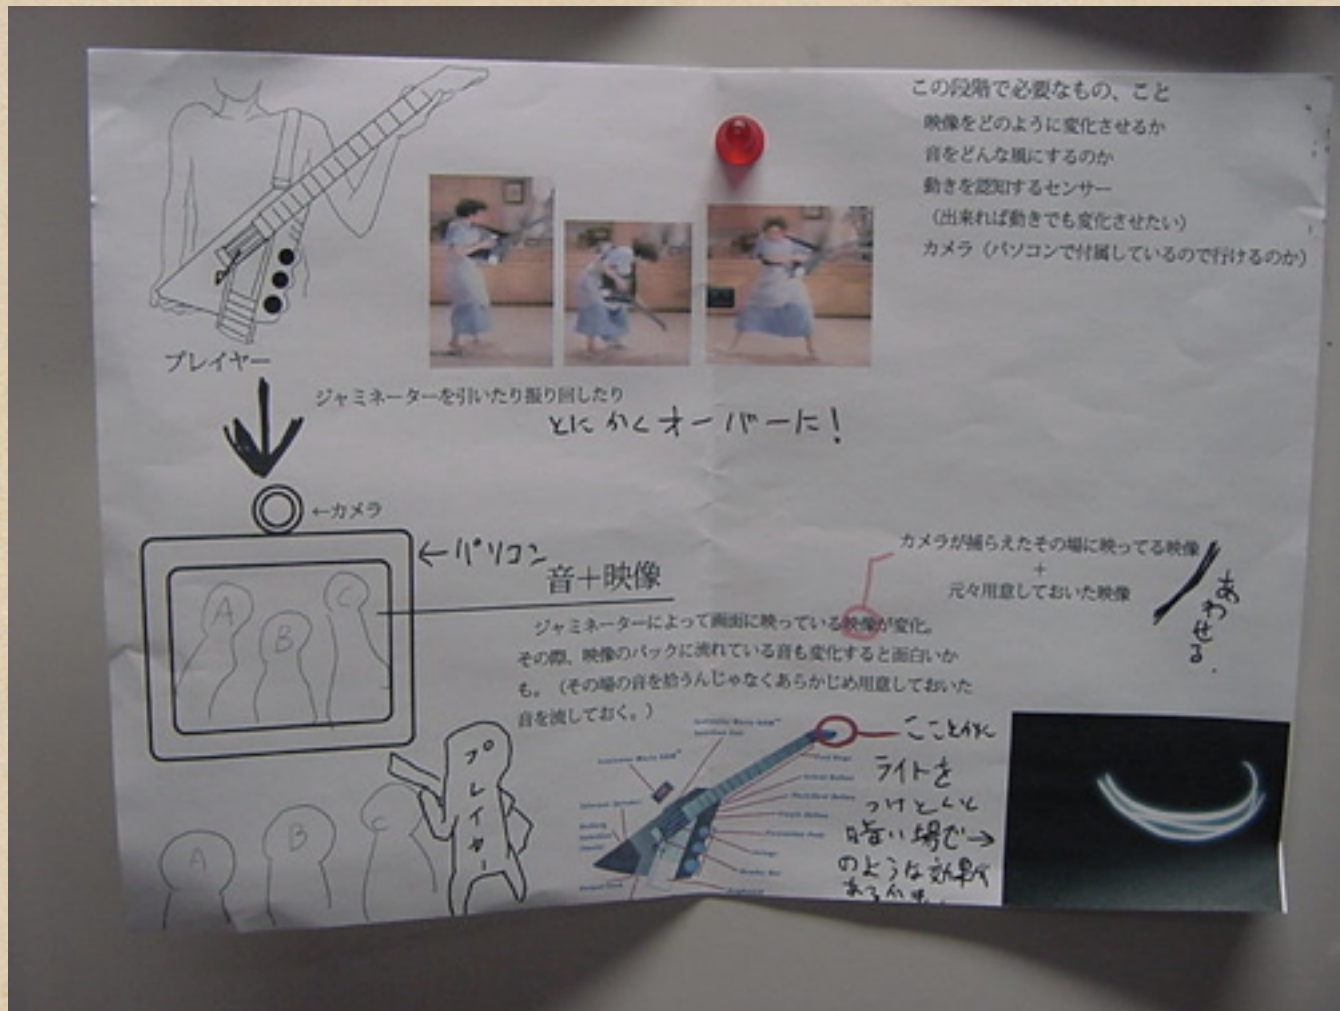 この段階で必要なもの、こと
映像をどのように変化させるか
音をどんな風にするのか
動きを認知するセンサー
(出来れば動きでも変化させたい)
カメラ(パソコンで付属しているので行けるのか)
プレイヤー
ジャミネーターを引いたり振り回したり
とにかくオーバーに!
←カメラ
←パソコン
音+映像
A
B
C
カメラが捕らえたその場に映ってる映像
+
元々用意しておいた映像
あわせる。
ジャミネーターによって画面に映っている映像が変化。
その際、映像のバックに流れている音も変化すると面白いか
も。(その場の音を拾うんじゃなくあらかじめ用意しておいた
音を流しておく。)
A
B
C
プレイヤー
ライトを
つけとくと
暗い場で→
のような効果が